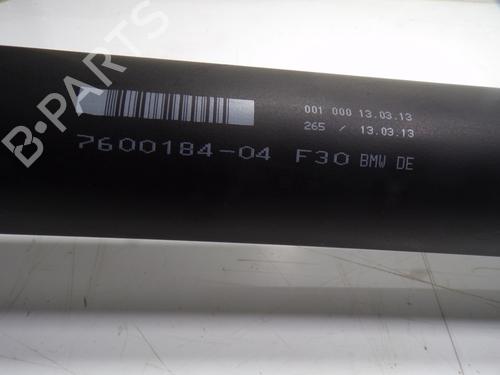 001 000 13.03.13
265 / 13.03.13
7600184-04 F30 BMW DE
B-Parts